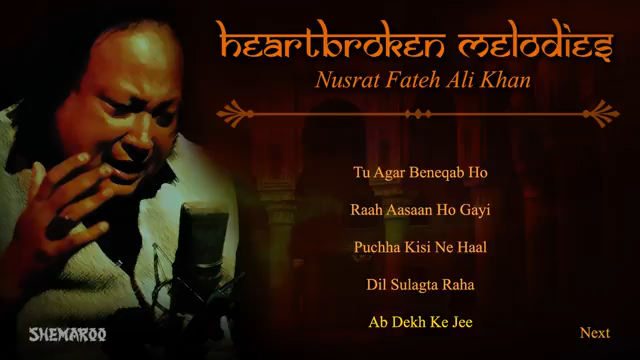 Heartbroken Melodies
Nusrat Fateh Ali Khan
Tu Agar Beneqab Ho
Raah Aasaan Ho Gayi
Puchha Kisi Ne Haal
Dil Sulagta Raha
Ab Dekh Ke Jee
SHEMAROO
Next